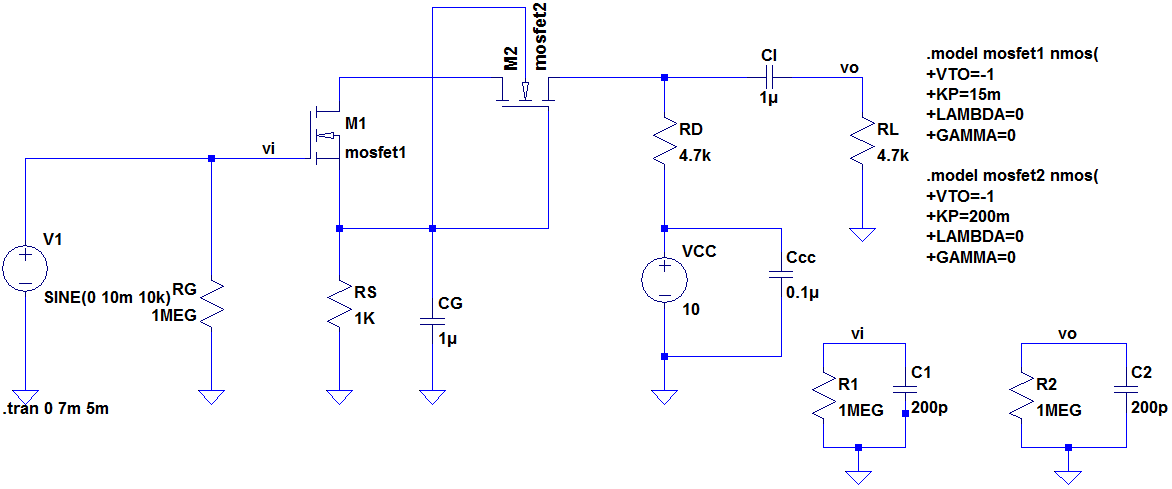 M2
mosfet2
M1
mosfet1
vi
V1
SINE(0 10m 10k)
RG
1MEG
RS
1K
CG
1µ
CI
1µ
vo
RD
4.7k
RL
4.7k
VCC
10
Ccc
0.1µ
.tran 0 7m 5m
.model mosfet1 nmos(
+VTO=-1
+KP=15m
+LAMBDA=0
+GAMMA=0
.model mosfet2 nmos(
+VTO=-1
+KP=200m
+LAMBDA=0
+GAMMA=0
vi
R1
1MEG
C1
200p
vo
R2
1MEG
C2
200p